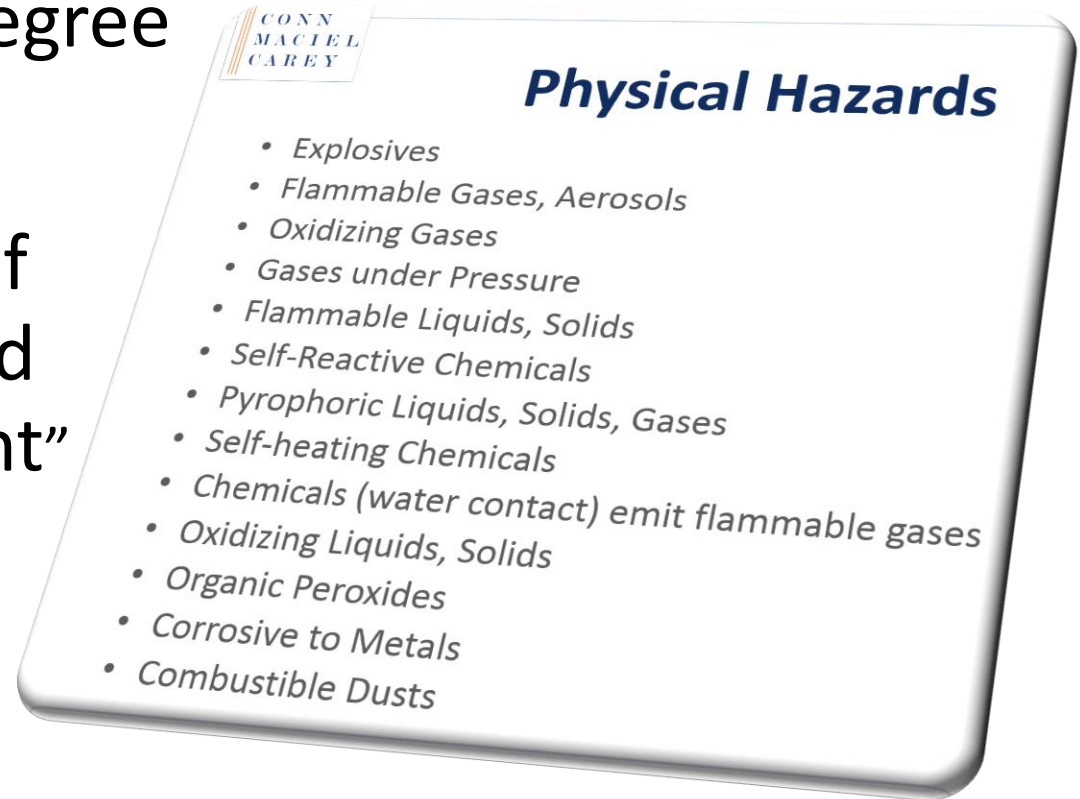 egree
f
d
nt”
CONN
MACIEL
CAREY
Physical Hazards
• Explosives
• Flammable Gases, Aerosols
• Oxidizing Gases
• Gases under Pressure
• Flammable Liquids, Solids
• Self-Reactive Chemicals
• Pyrophoric Liquids, Solids, Gases
• Self-heating Chemicals
• Chemicals (water contact) emit flammable gases
• Oxidizing Liquids, Solids
• Organic Peroxides
• Corrosive to Metals
• Combustible Dusts